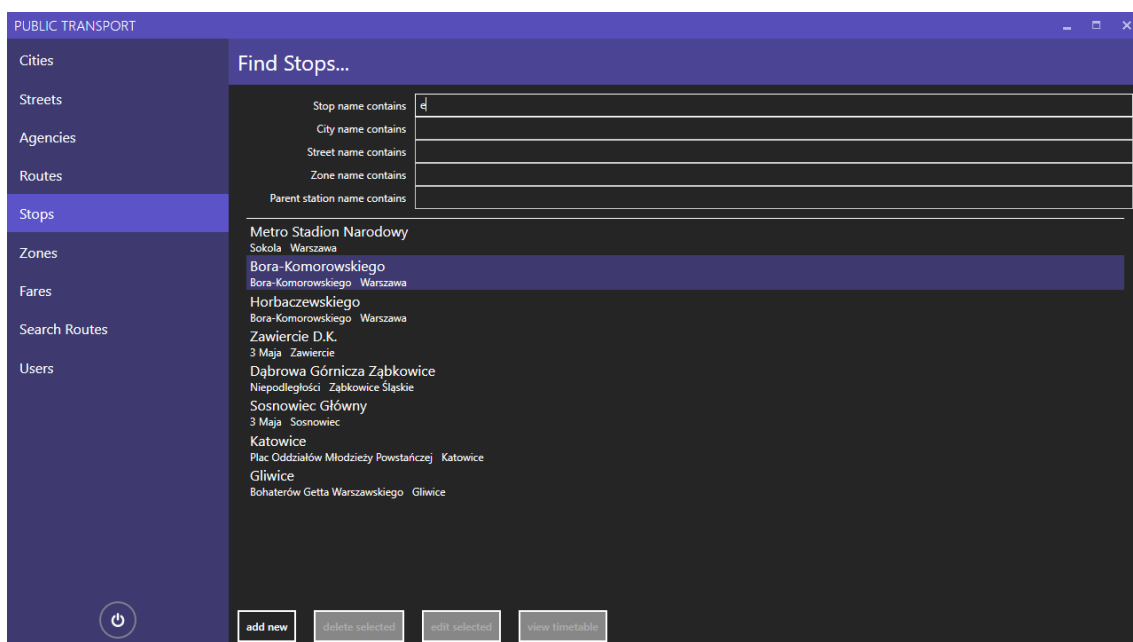 PUBLIC TRANSPORT
Cities
Streets
Agencies
Routes
Stops
Zones
Fares
Search Routes
Users
Find Stops...
Stop name contains e
City name contains
Street name contains
Zone name contains
Parent station name contains
Metro Stadion Narodowy
Sokola Warszawa
Bora-Komorowskiego
Bora-Komorowskiego Warszawa
Horbaczewskiego
Bora-Komorowskiego Warszawa
Zawiercie D.K.
3 Maja Zawiercie
Dąbrowa Górnicza Ząbkowice
Niepodległości Ząbkowice Śląskie
Sosnowiec Główny
3 Maja Sosnowiec
Katowice
Plac Oddziałów Młodzieży Powstańczej Katowice
Gliwice
Bohaterów Getta Warszawskiego Gliwice
add new delete selected edit selected view timetable